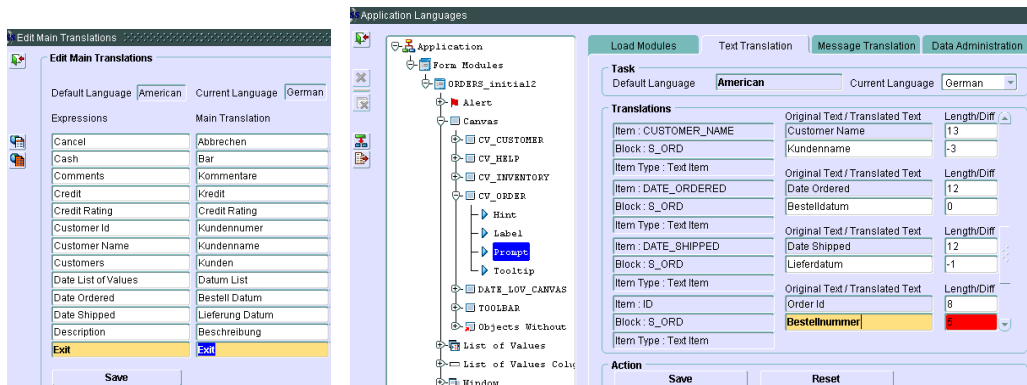 Edit Main Translations
Edit Main Translations
Default Language American Current Language German
Expressions Main Translation
Cancel Abbrechen
Cash Bar
Comments Kommentare
Credit Kredit
Credit Rating Credit Rating
Customer Id Kundennumer
Customer Name Kundenname
Customers Kunden
Date List of Values Datum List
Date Ordered Bestell Datum
Date Shipped Lieferung Datum
Description Beschreibung
Exit Exit
Save
Application Languages
Application
Form Modules
ORDERS_initial2
Alert
Canvas
CV_CUSTOMER
CV_HELP
CV_INVENTORY
CV_ORDER
Hint
Label
Prompt
Tooltip
DATE_LOV_CANVAS
TOOLBAR
Objects Without
List of Values
List of Values Colu
Window
Load Modules Text Translation Message Translation Data Administration
Task
Default Language American Current Language German
Translations
Original Text / Translated Text Length/Diff
Item : CUSTOMER_NAME Customer Name 13
Block : S_ORD Kundenname -3
Item Type : Text Item
Original Text / Translated Text Length/Diff
Item : DATE_ORDERED Date Ordered 12
Block : S_ORD Bestelldatum 0
Item Type : Text Item
Original Text / Translated Text Length/Diff
Item : DATE_SHIPPED Date Shipped 12
Block : S_ORD Lieferdatum -1
Item Type : Text Item
Original Text / Translated Text Length/Diff
Item : ID Order Id 8
Block : S_ORD Bestellnummer 5
Item Type : Text Item
Action
Save Reset